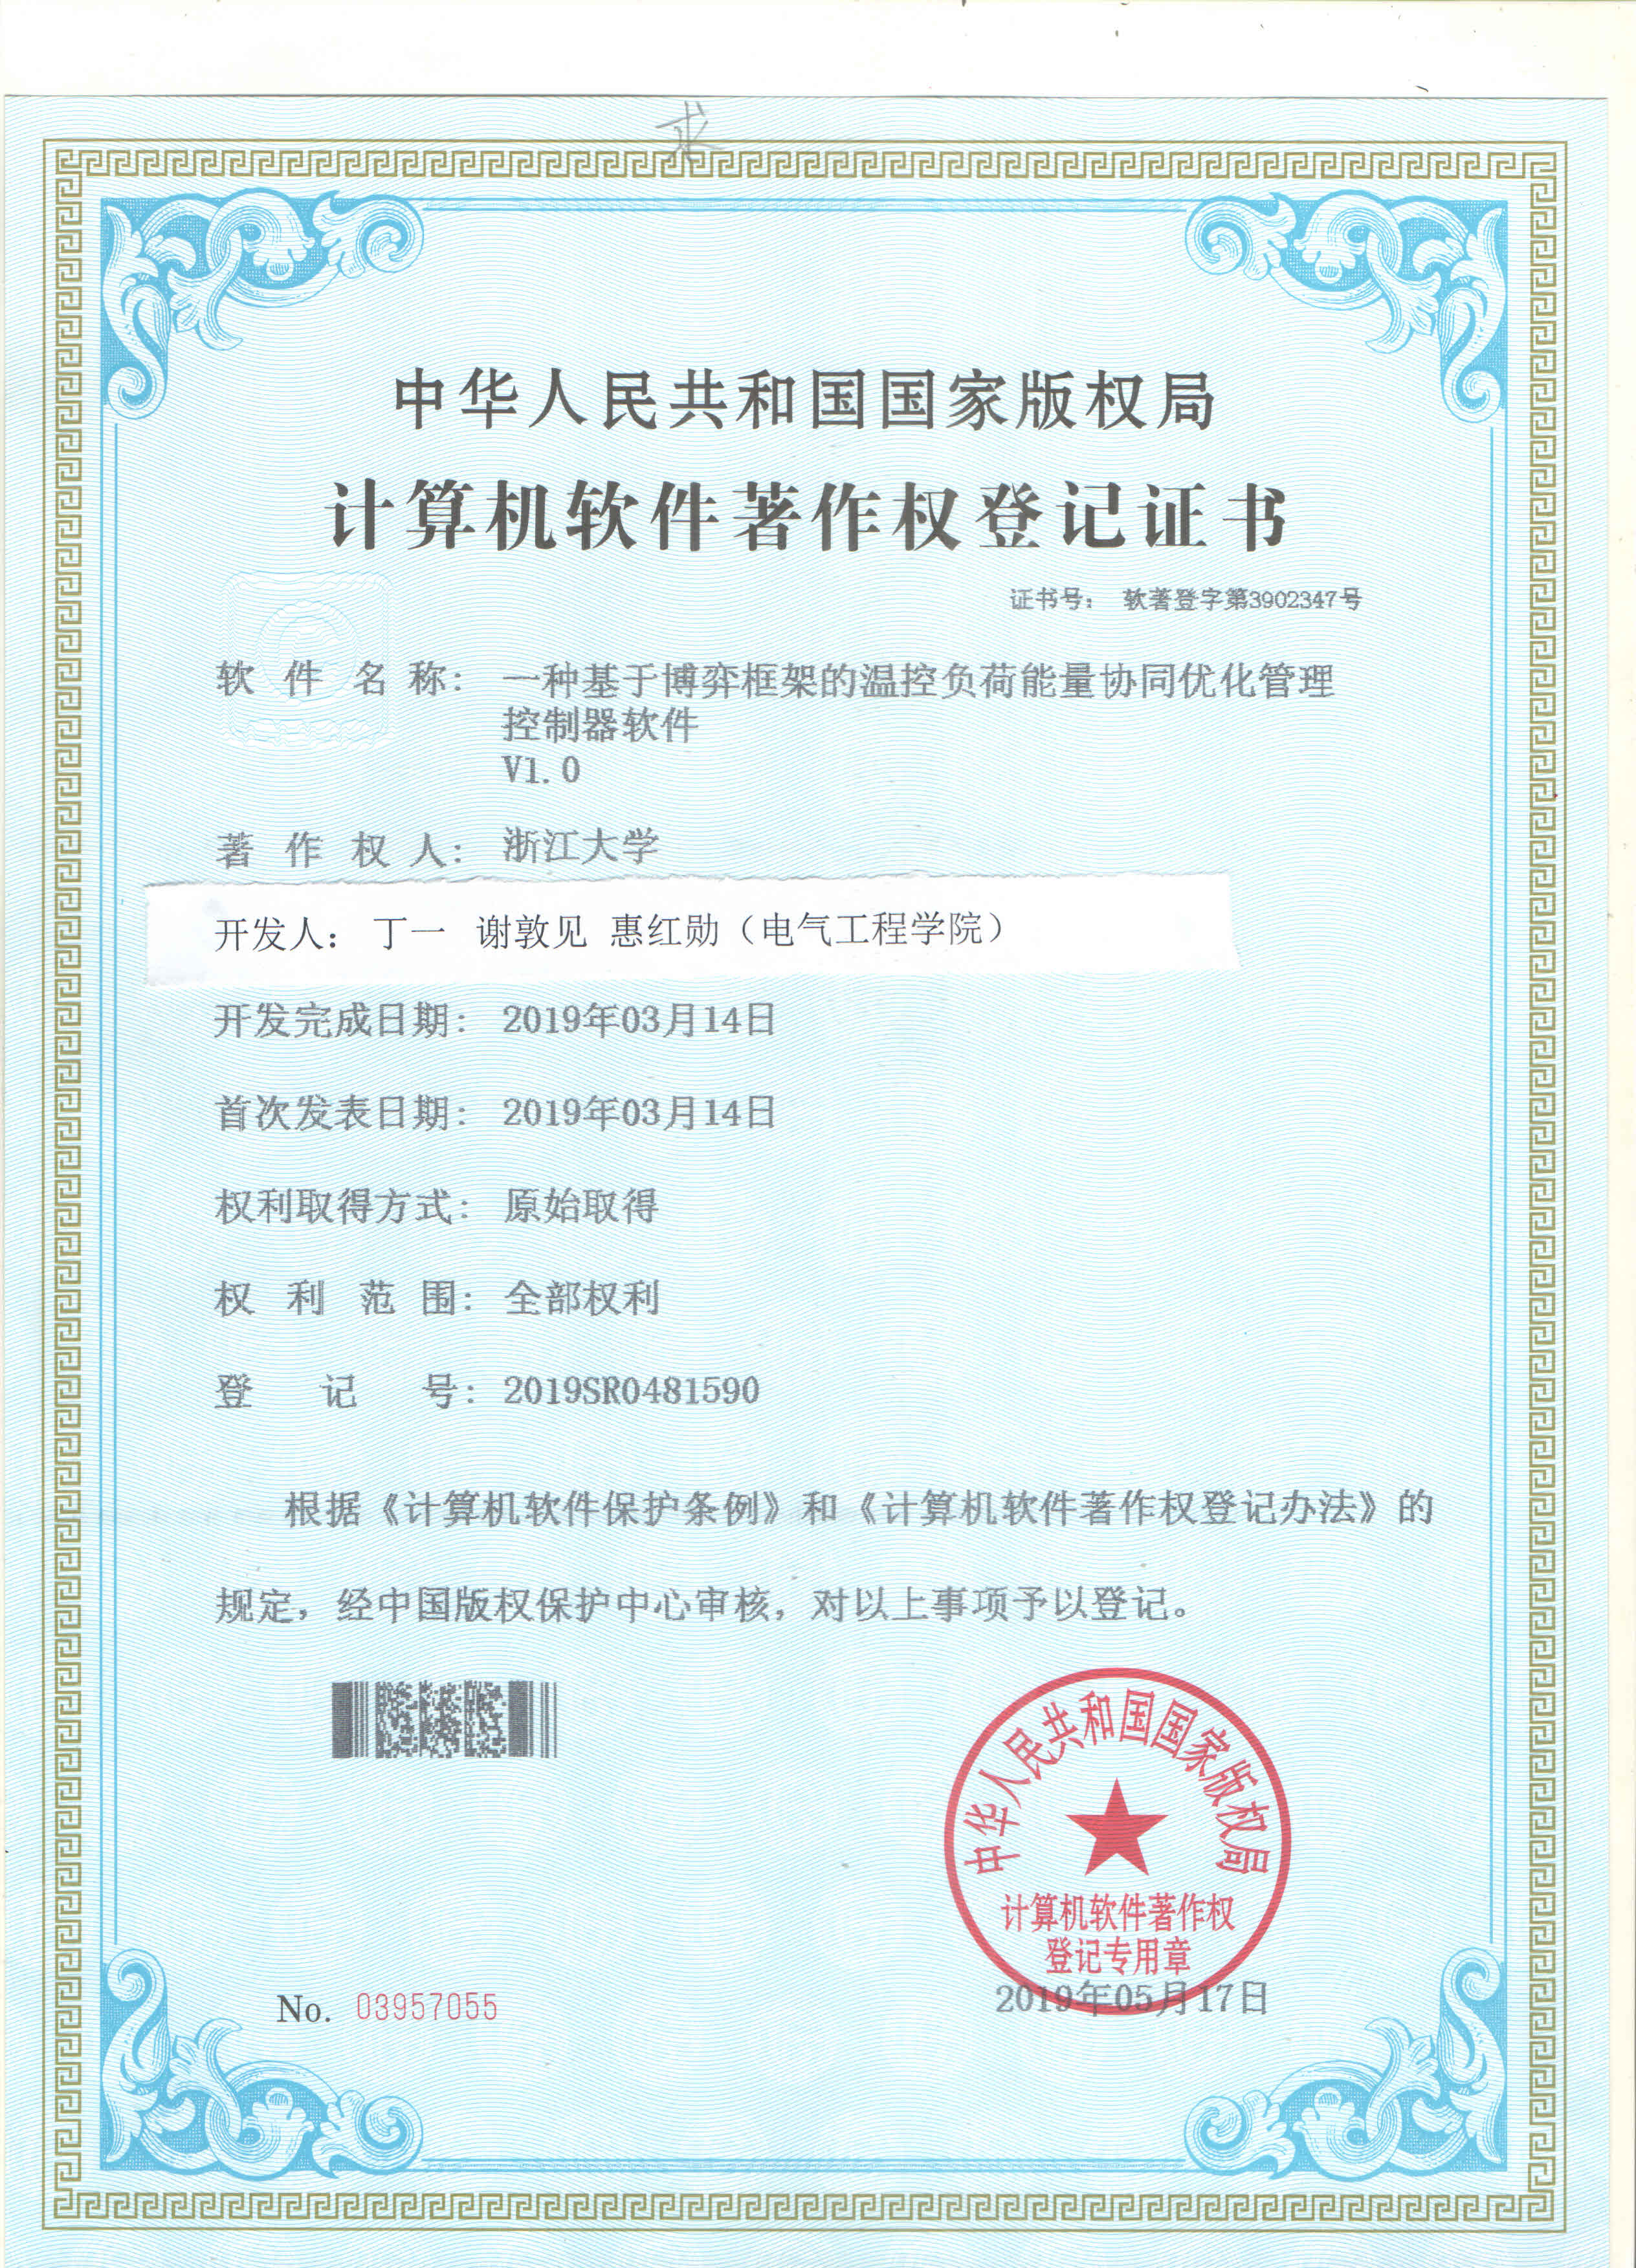 求
中华人民共和国国家版权局
计算机软件著作权登记证书
证书号： 软著登字第3902347号
软件名称： 一种基于博弈框架的温控负荷能量协同优化管理
控制器软件
V1.0
著作权人： 浙江大学
开发人： 丁一 谢敦见 惠红勋（电气工程学院）
开发完成日期： 2019年03月14日
首次发表日期： 2019年03月14日
权利取得方式： 原始取得
权利范围： 全部权利
登记号： 2019SR0481590
根据《计算机软件保护条例》和《计算机软件著作权登记办法》的
规定，经中国版权保护中心审核，对以上事项予以登记。
中华人民共和国国家版权局
计算机软件著作权
登记专用章
2019年05月17日
No. 03957055